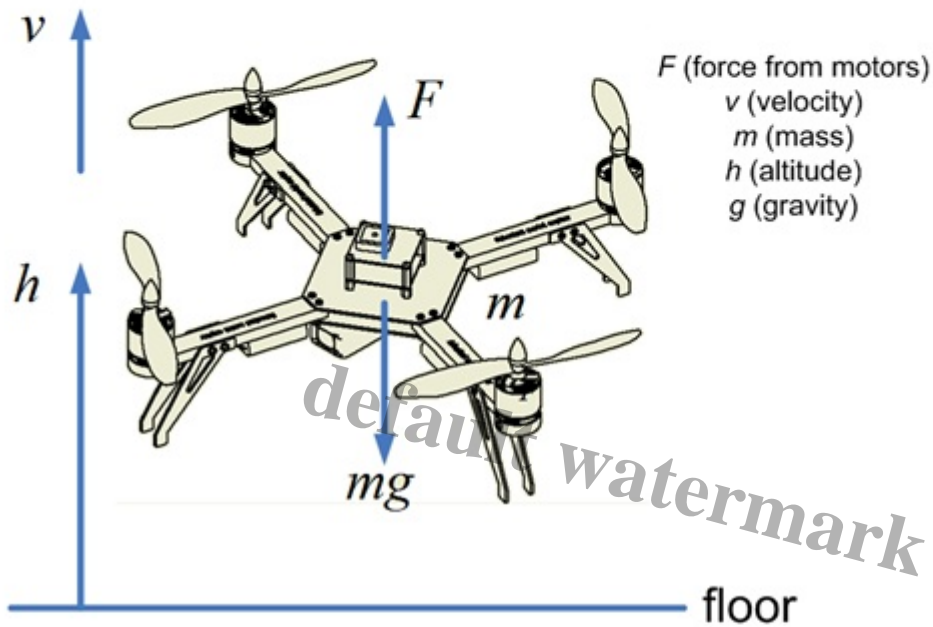 v
F
F (force from motors)
v (velocity)
m (mass)
h (altitude)
g (gravity)
h
m
mg
default watermark
floor